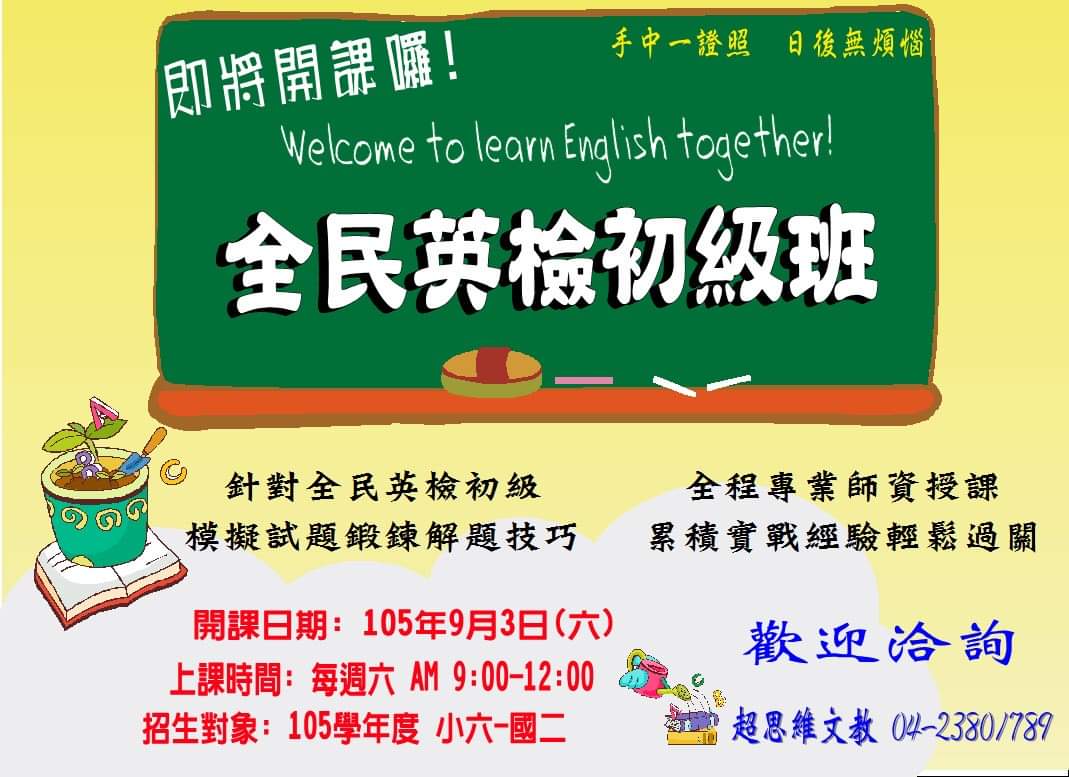 即將開課囉!
手中一證照 日後無煩惱
Welcome to learn English together!
全民英檢初級班
針對全民英檢初級
模擬試題鍛鍊解題技巧
全程專業師資授課
累積實戰經驗輕鬆過關
開課日期: 105年9月3日(六)
上課時間: 每週六 AM 9:00-12:00
招生對象: 105學年度 小六-國二
歡迎洽詢
超思維文教 04-23801789